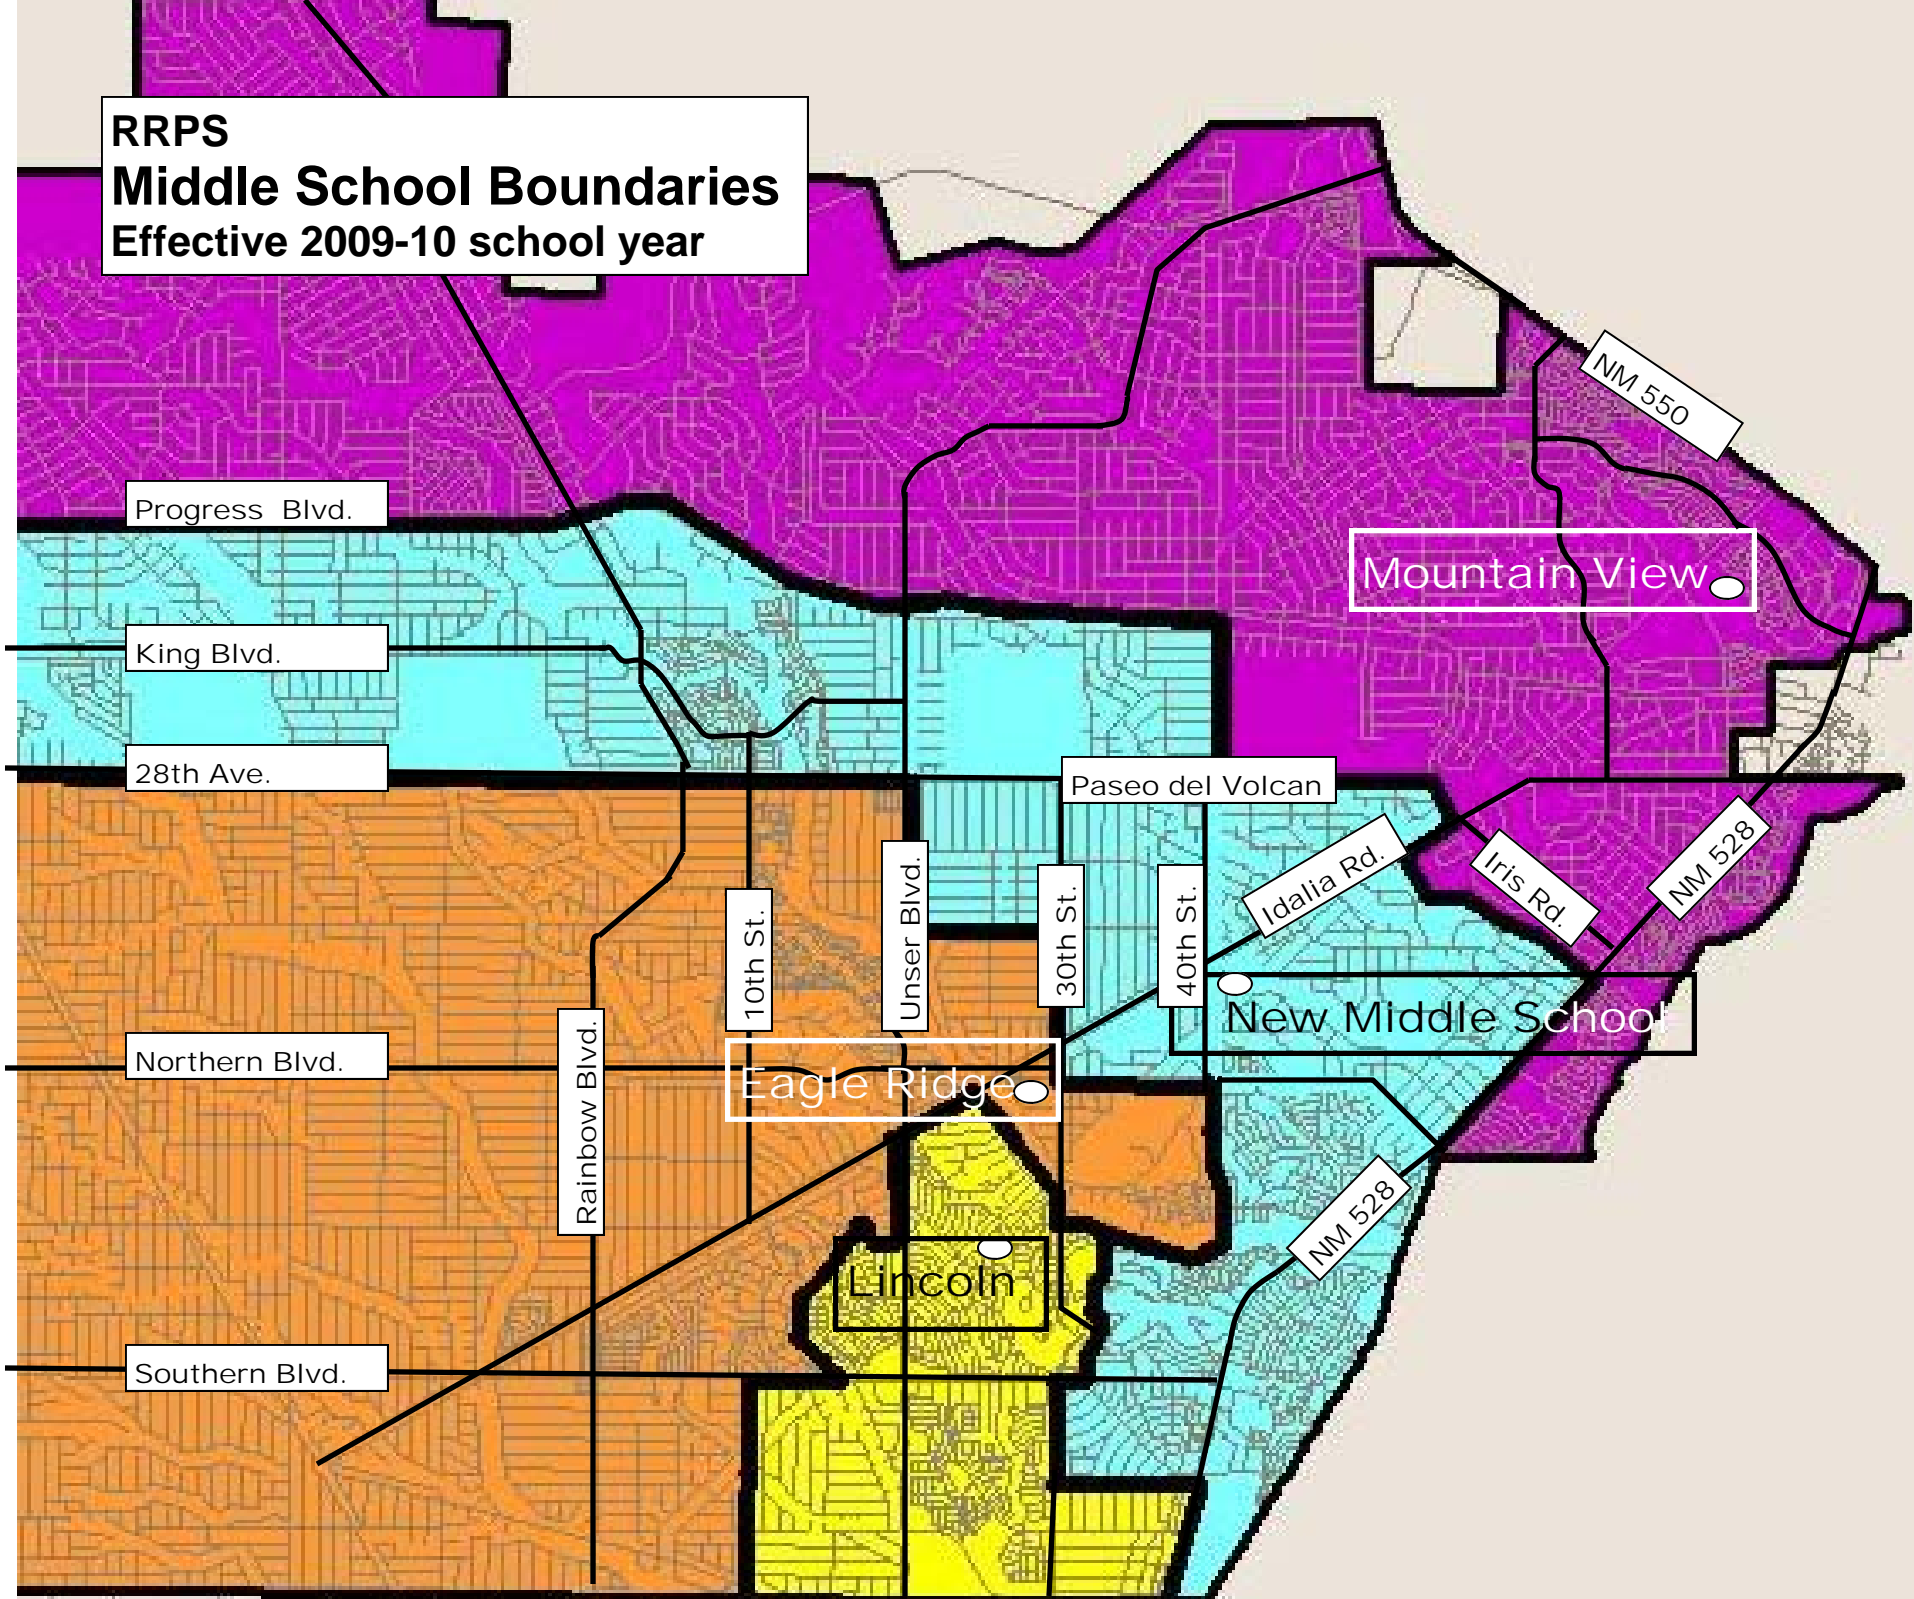 RRPS
Middle School Boundaries
Effective 2009-10 school year
NM 550
Progress Blvd.
Mountain View
King Blvd.
28th Ave.
Paseo del Volcan
Idalia Rd.
Iris Rd.
NM 528
Unser Blvd.
30th St.
40th St.
10th St.
New Middle School
Rainbow Blvd.
Northern Blvd.
Eagle Ridge
NM 528
Lincoln
Southern Blvd.